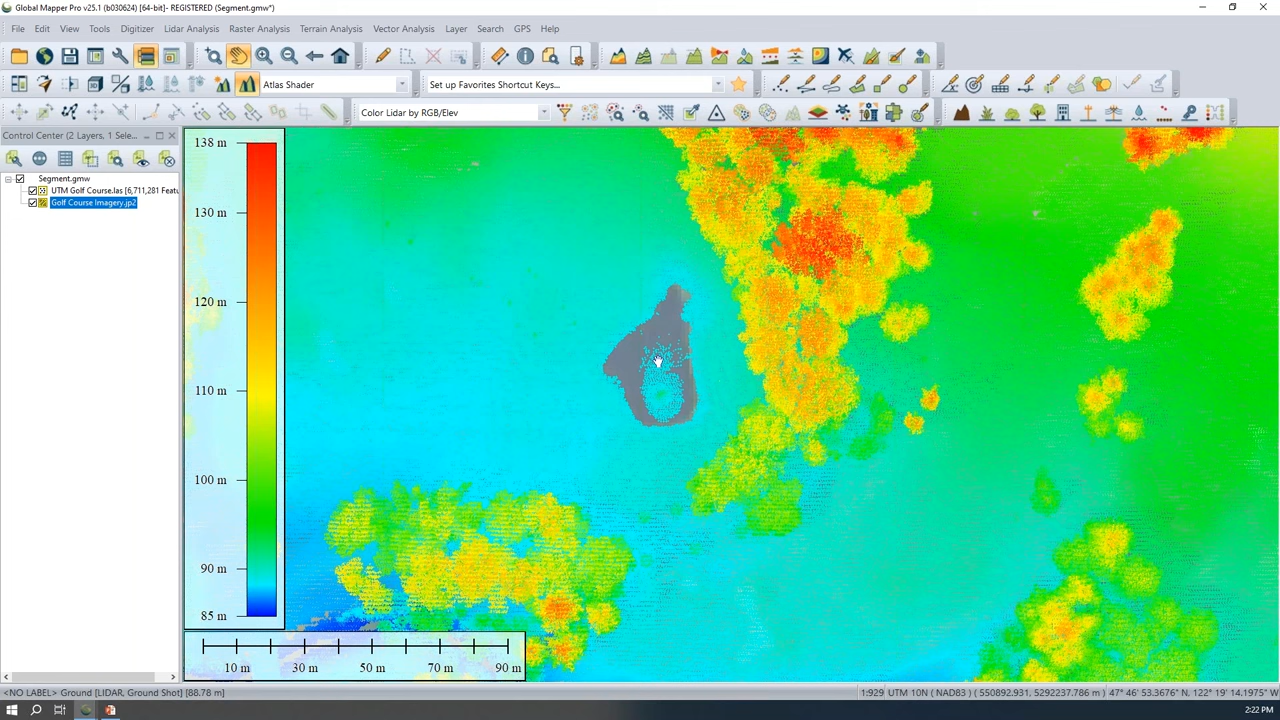 Global Mapper Pro v25.1 (b030624) [64-bit]- REGISTERED (Segment.gmw*)
File Edit View Tools Digitizer Lidar Analysis Raster Analysis Terrain Analysis Vector Analysis Layer Search GPS Help
Atlas Shader
Set up Favorites Shortcut Keys...
Color Lidar by RGB/Elev
Control Center (2 Layers, 1 Sele...
Segment.gmw
UTM Golf Course.las [6,711,281 Featu
Golf Course Imagery.jp2
138 m
130 m
120 m
110 m
100 m
90 m
85 m
10 m 30 m 50 m 70 m 90 m
<NO LABEL> Ground [LIDAR, Ground Shot] [88.78 m]
1:929 UTM 10N ( NAD83 ) ( 550892.931, 5292237.786 m ) 47° 46' 53.3676" N, 122° 19' 14.1975" W
2:22 PM